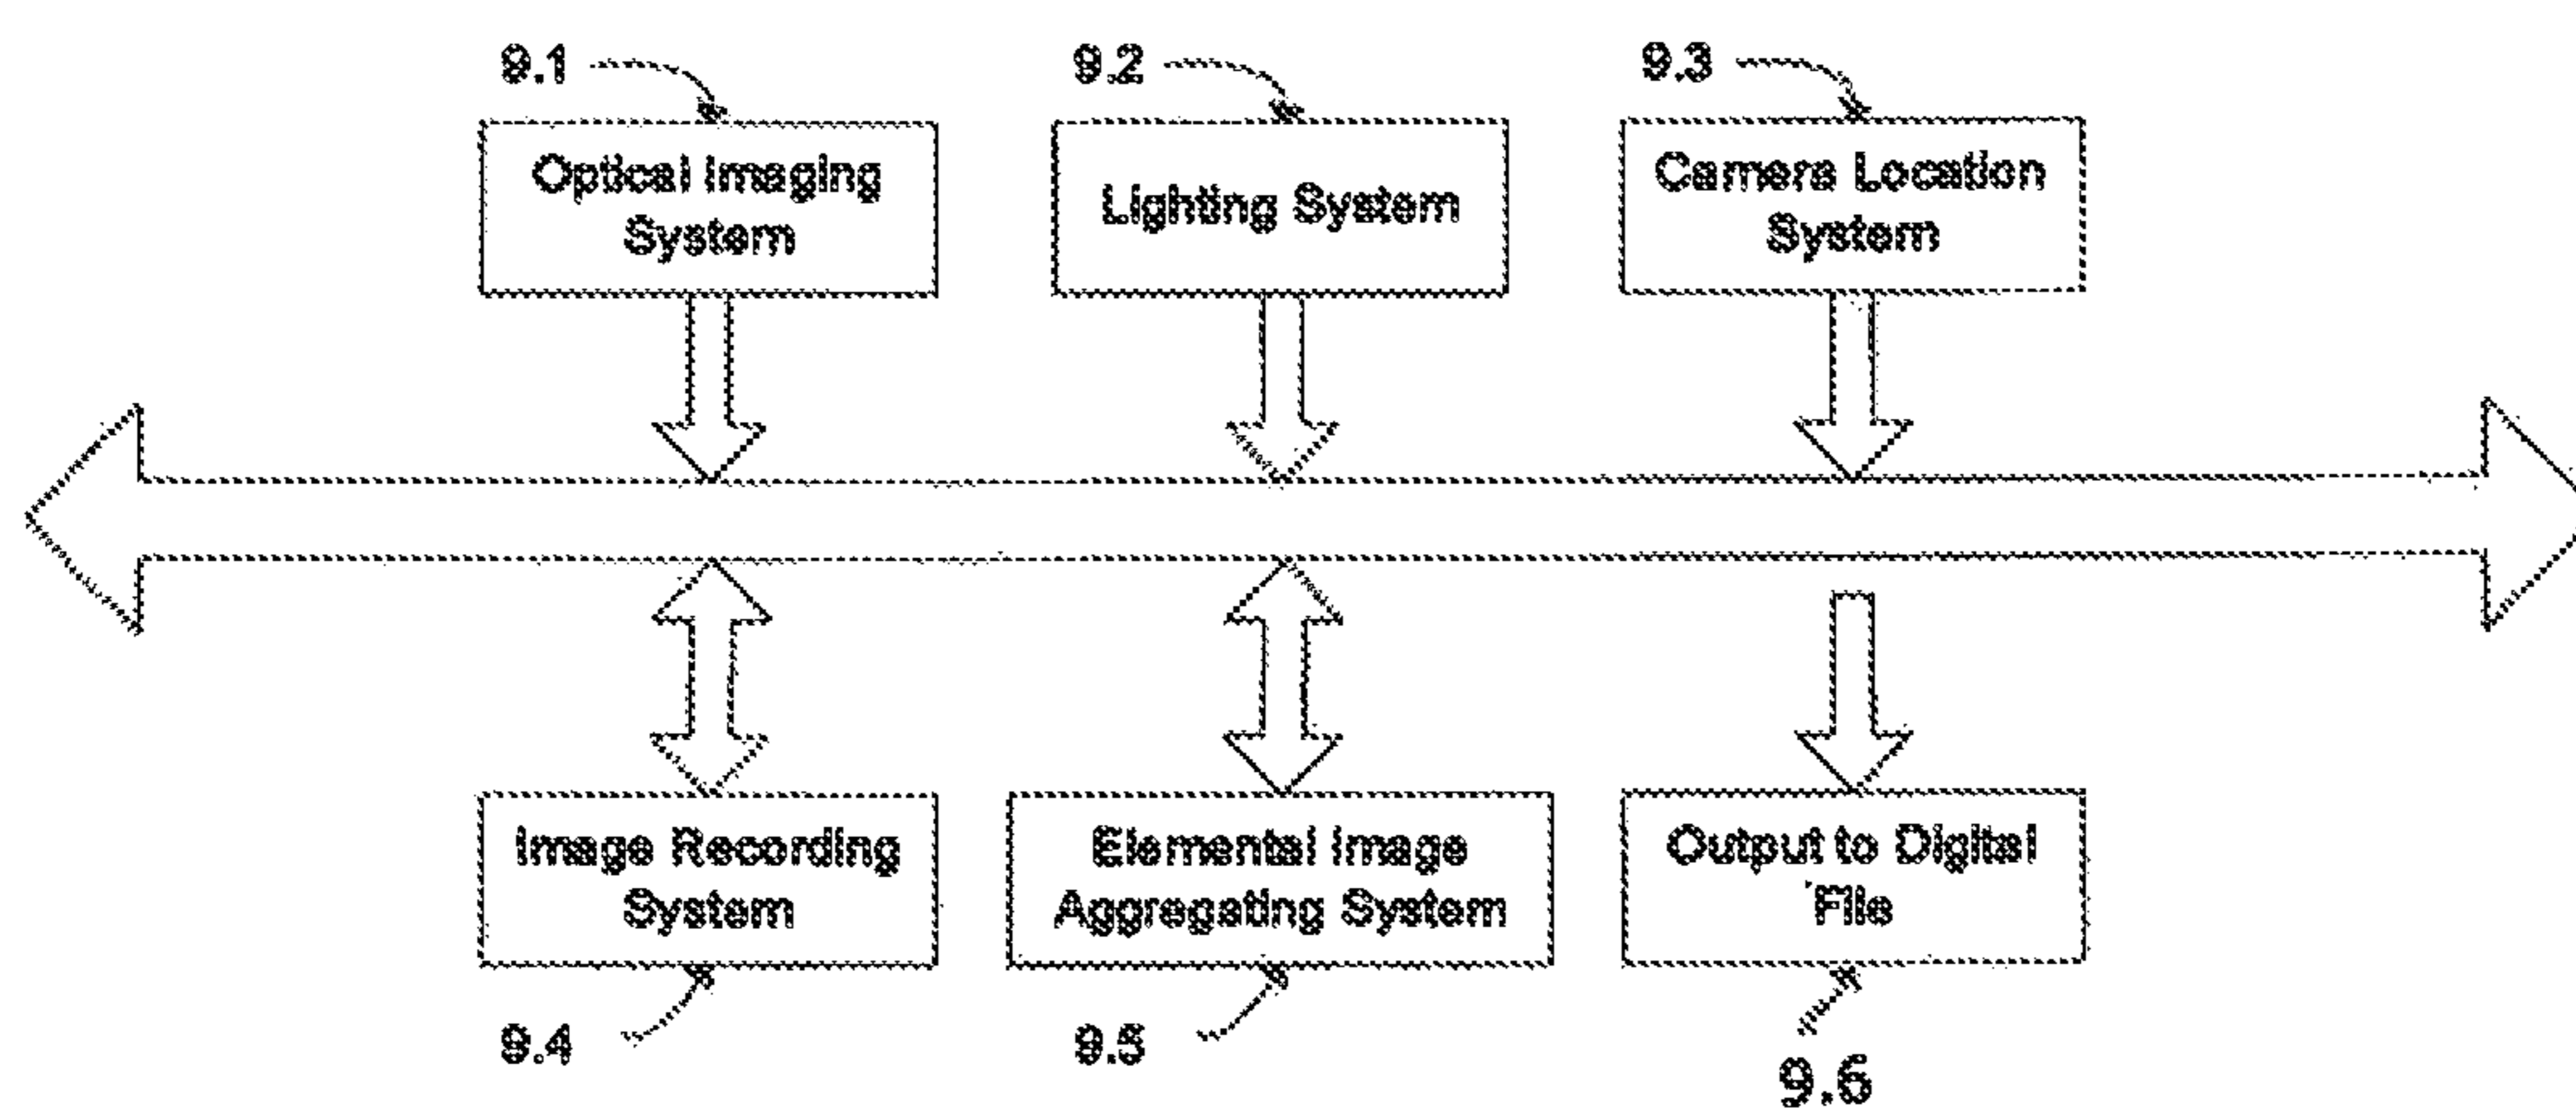 9.1
9.2
9.3
Optical Imaging
System
Lighting System
Camera Location
System
Image Recording
System
Elemental Image
Aggregating System
Output to Digital
File
9.4
9.5
9.6